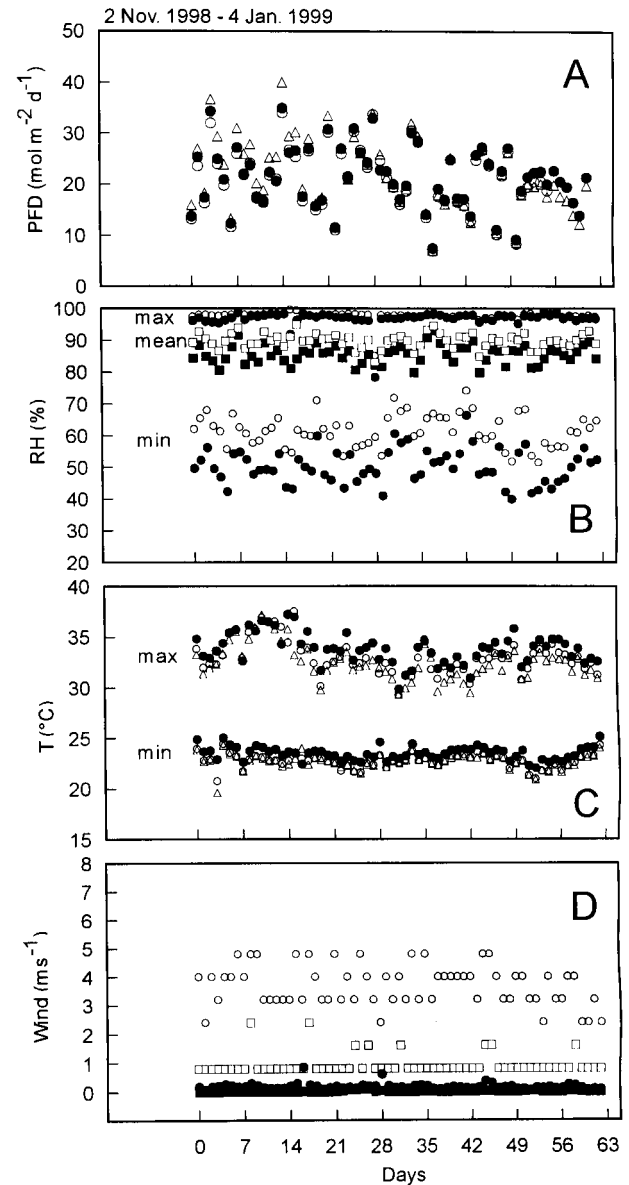 2 Nov. 1998 - 4 Jan. 1999
50
40
30
20
10
0
PFD (mol m⁻² d⁻¹)
A
100
90
80
70
60
50
40
30
20
RH (%)
max
mean
min
B
40
35
30
25
20
15
T (°C)
max
min
C
8
7
6
5
4
3
2
1
0
Wind (ms⁻¹)
D
0 7 14 21 28 35 42 49 56 63
Days